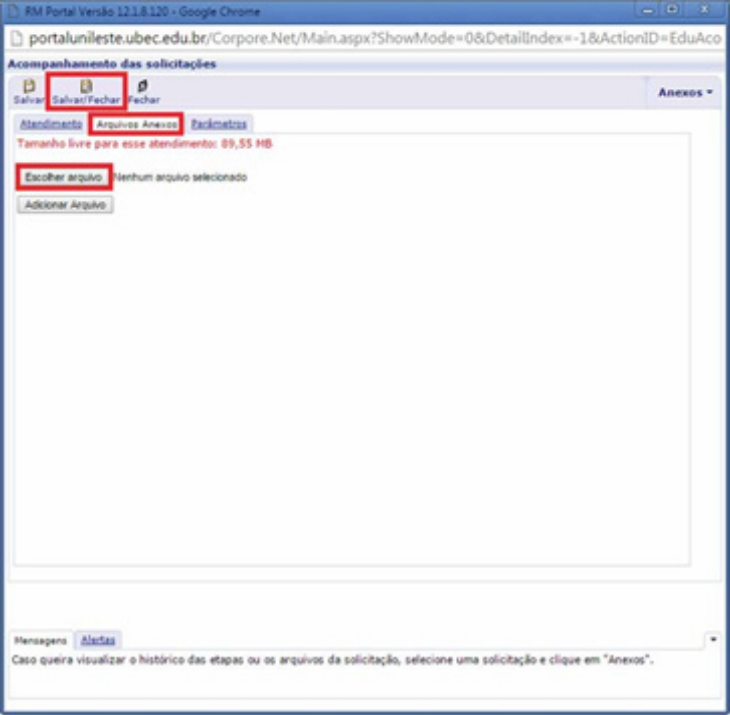 RM Portal Versão 12.1.8.120 - Google Chrome
portalunileste.ubec.edu.br/Corpore.Net/Main.aspx?ShowMode=0&DetailIndex=-1&ActionID=EduAco
Acompanhamento das solicitações
Salvar Salvar/Fechar Fechar
Anexos
Atendimento Arquivos Anexos Parâmetros
Tamanho livre para esse atendimento: 89,55 MB
Escolher arquivo Nenhum arquivo selecionado
Adicionar Arquivo
Mensagens Alertas
Caso queira visualizar o histórico das etapas ou os arquivos da solicitação, selecione uma solicitação e clique em "Anexos".